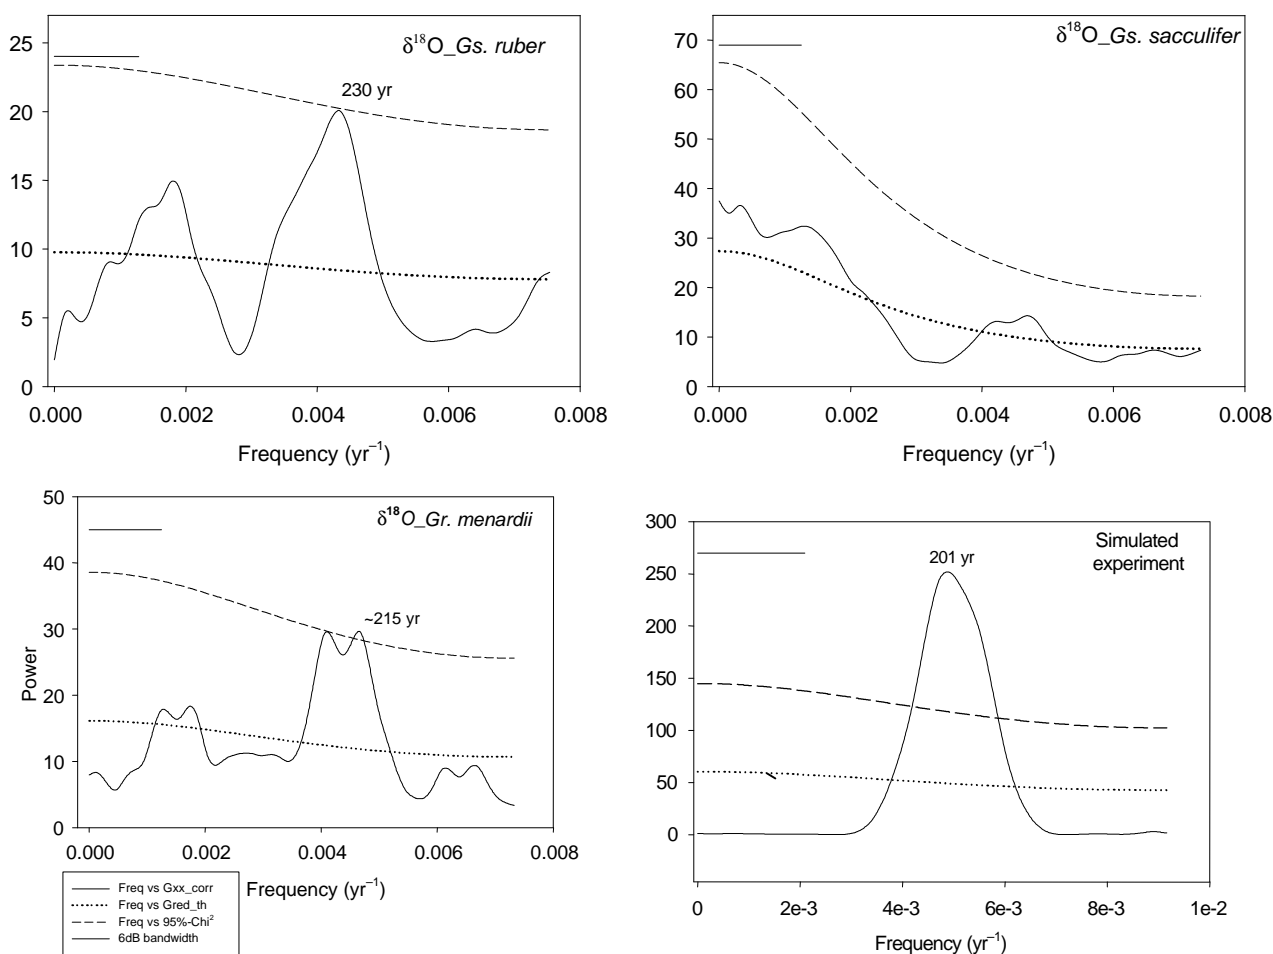 δ18O_Gs. ruber
25
20
15
10
5
0
230 yr
0.000 0.002 0.004 0.006 0.008
Frequency (yr–1)
δ18O_Gs. sacculifer
70
60
50
40
30
20
10
0
0.000 0.002 0.004 0.006 0.008
Frequency (yr–1)
δ18O_Gr. menardii
50
40
30
20
10
0
Power
~215 yr
0.000 0.002 0.004 0.006 0.008
Frequency (yr–1)
Freq vs Gxx_corr
Freq vs Gred_th
Freq vs 95%-Chi2
6dB bandwidth
Simulated
experiment
300
250
200
150
100
50
0
201 yr
0 2e-3 4e-3 6e-3 8e-3 1e-2
Frequency (yr–1)